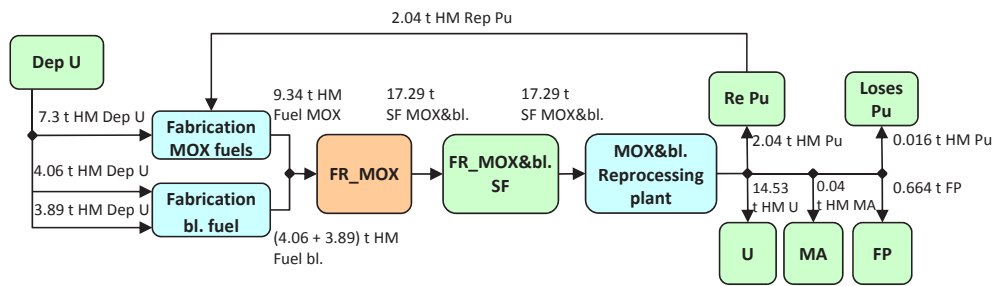 2.04 t HM Rep Pu
Dep U
7.3 t HM Dep U
Fabrication
MOX fuels
9.34 t HM
Fuel MOX
17.29 t
SF MOX&bl.
17.29 t
SF MOX&bl.
Re Pu
Loses
Pu
2.04 t HM Pu
0.016 t HM Pu
4.06 t HM Dep U
3.89 t HM Dep U
Fabrication
bl. fuel
FR_MOX
FR_MOX&bl.
SF
MOX&bl.
Reprocessing
plant
(4.06 + 3.89) t HM
Fuel bl.
14.53
t HM U
0.04
t HM MA
0.664 t FP
U
MA
FP